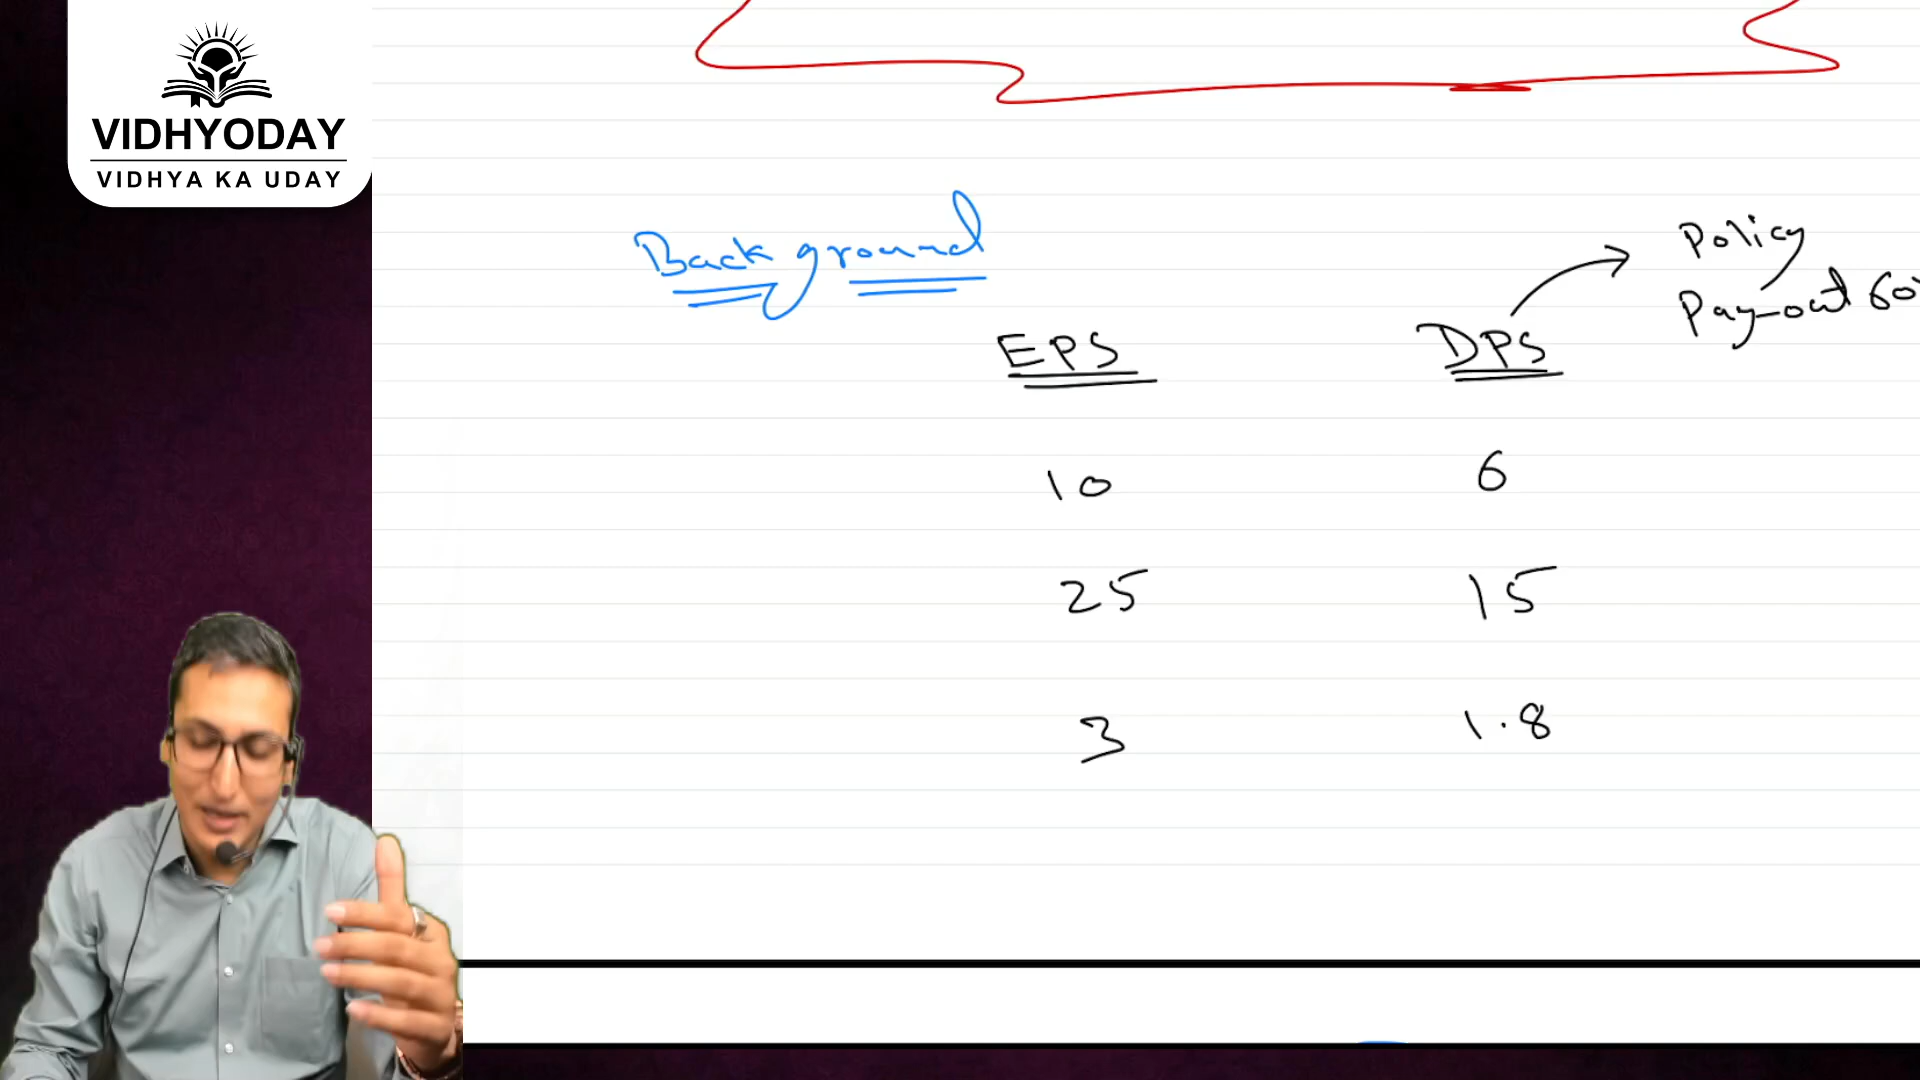 VIDHYODAY
VIDHYA KA UDAY
Background
Policy
Pay-out 60%
EPS DPS
10 6
25 15
3 1.8